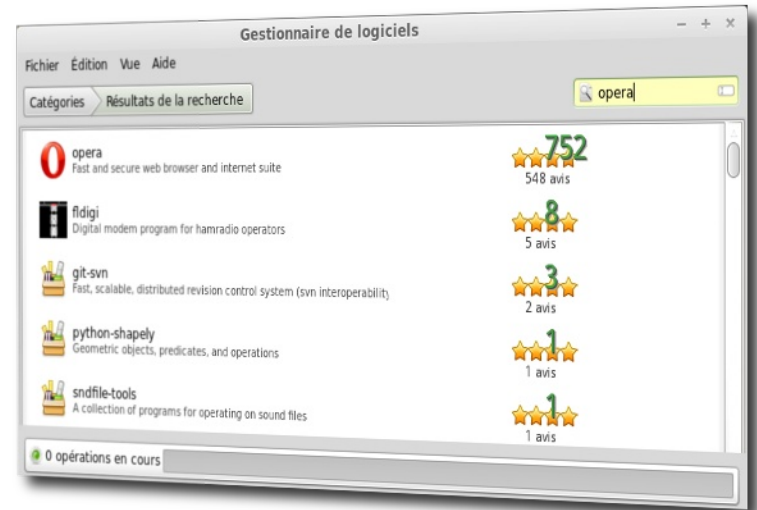 Gestionnaire de logiciels
Fichier Édition Vue Aide
Catégories Résultats de la recherche
opera
opera
Fast and secure web browser and internet suite
752
548 avis
fldigi
Digital modem program for hamradio operators
8
5 avis
git-svn
Fast, scalable, distributed revision control system (svn interoperability
3
2 avis
python-shapely
Geometric objects, predicates, and operations
1
1 avis
sndfile-tools
A collection of programs for operating on sound files
1
1 avis
0 opérations en cours